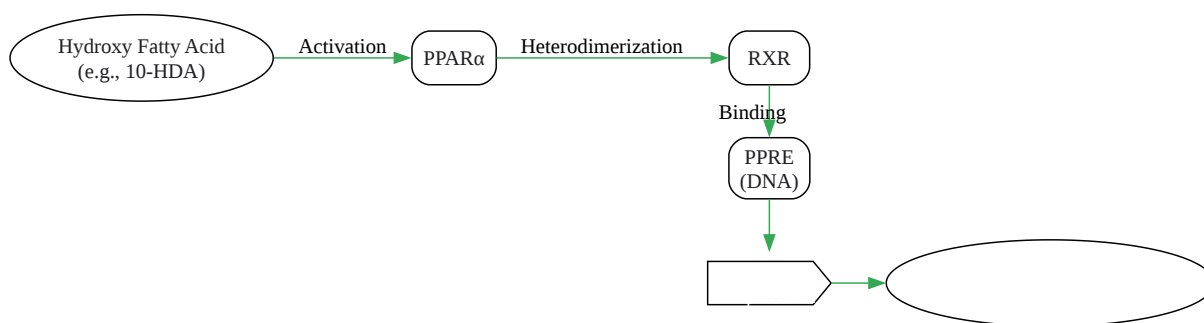 Hydroxy Fatty Acid
(e.g., 10-HDA)
Activation
PPARα
Heterodimerization
RXR
Binding
PPRE
(DNA)